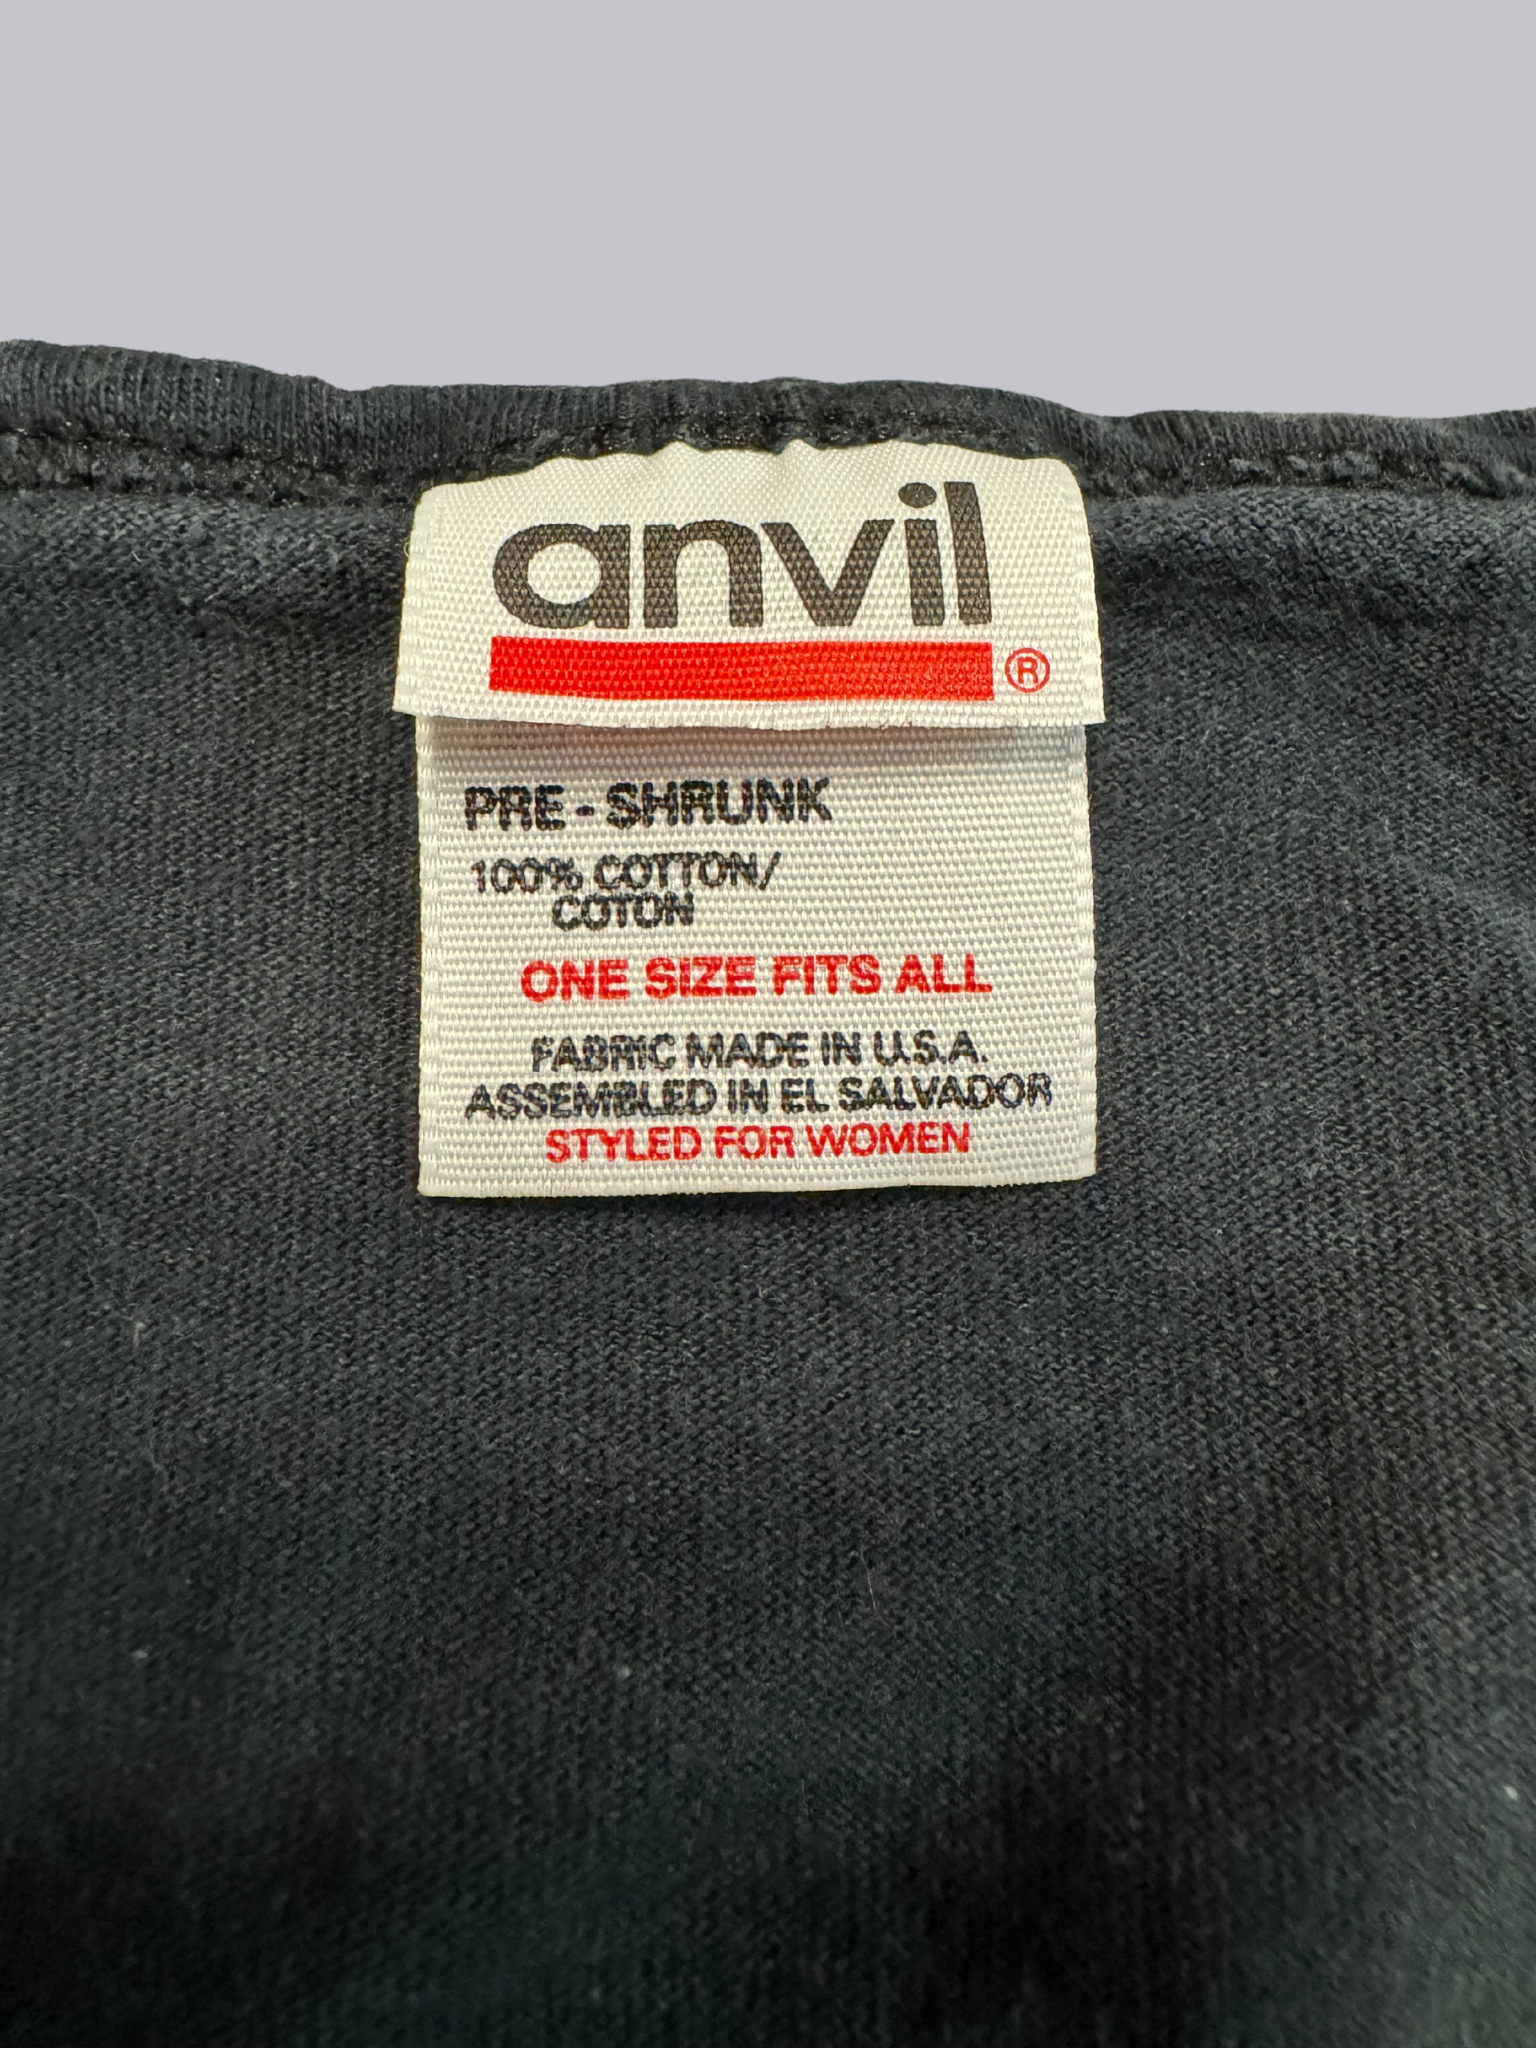 anvil
®
PRE-SHRUNK
100% COTTON/
COTON
ONE SIZE FITS ALL
FABRIC MADE IN U.S.A.
ASSEMBLED IN EL SALVADOR
STYLED FOR WOMEN